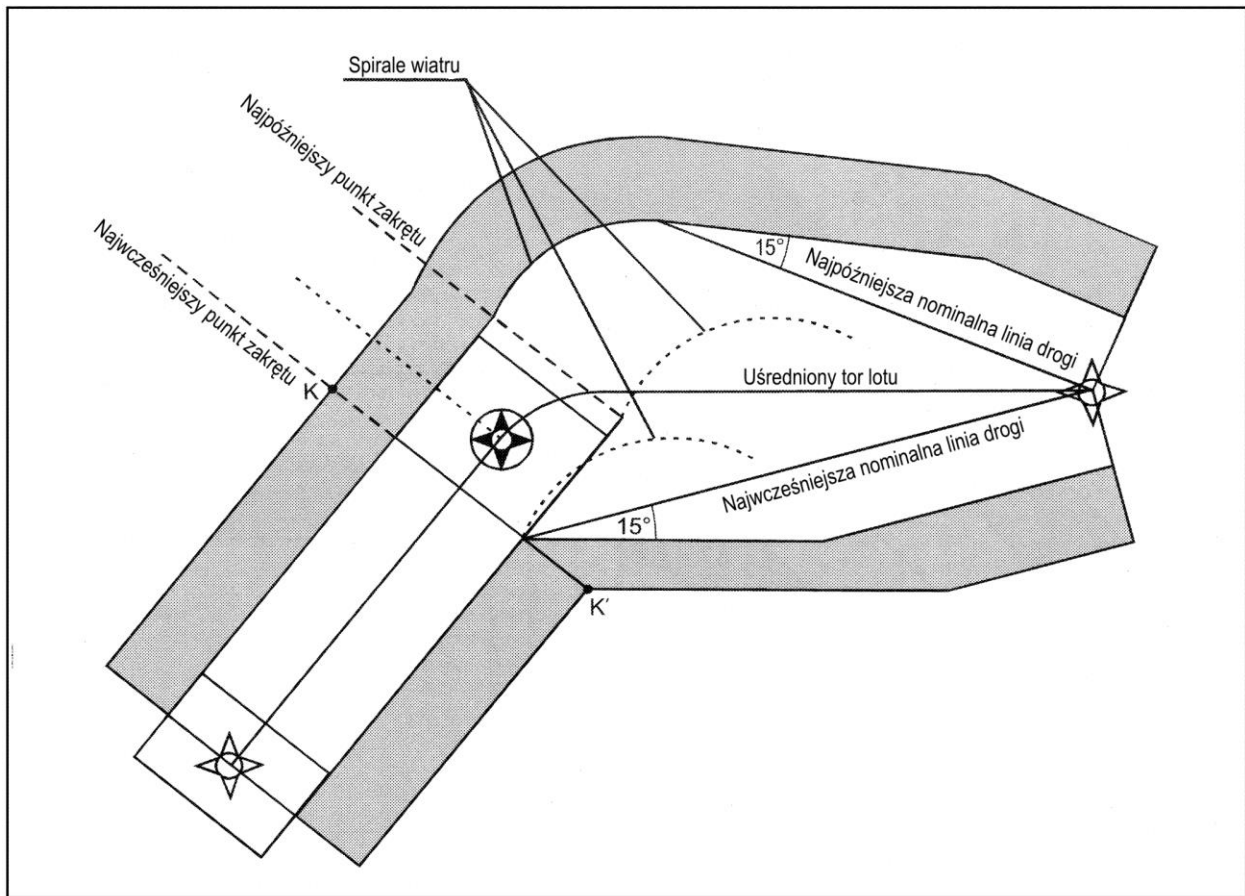 Spirale wiatru
Najpóźniejszy punkt zakrętu
Najwcześniejszy punkt zakrętu
K
15°
Najpóźniejsza nominalna linia drogi
Uśredniony tor lotu
Najwcześniejsza nominalna linia drogi
15°
K′